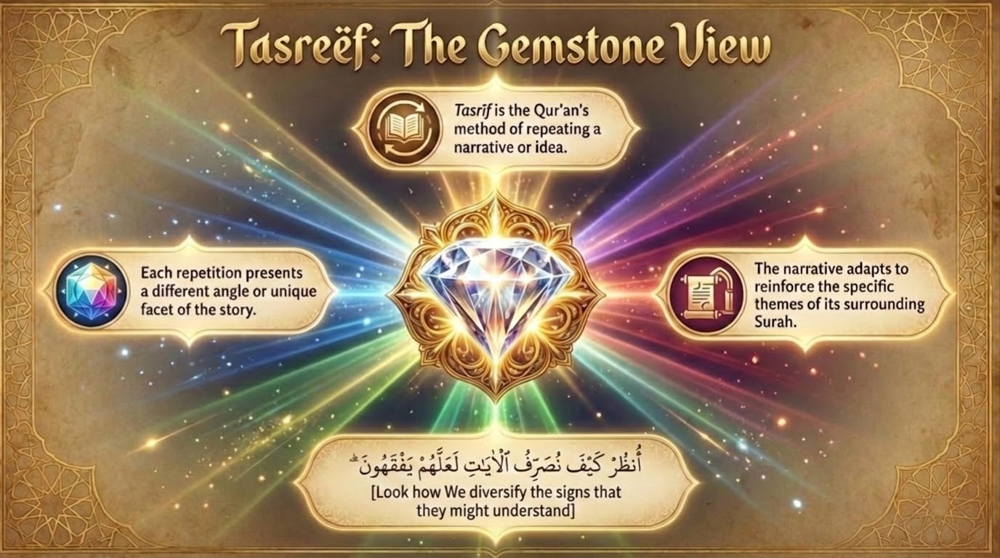 Tasreëf: The Gemstone View
Tasrīf is the Qur'an's
method of repeating a
narrative or idea.
Each repetition presents
a different angle or unique
facet of the story.
The narrative adapts to
reinforce the specific
themes of its surrounding
Surah.
ٱُنظُرْ كَيْفَ نُصَرِّفُ ٱلْأَيَـٰتِ لَعَلَّهُمْ يَفْقَهُونَ
[Look how We diversify the signs that
they might understand]